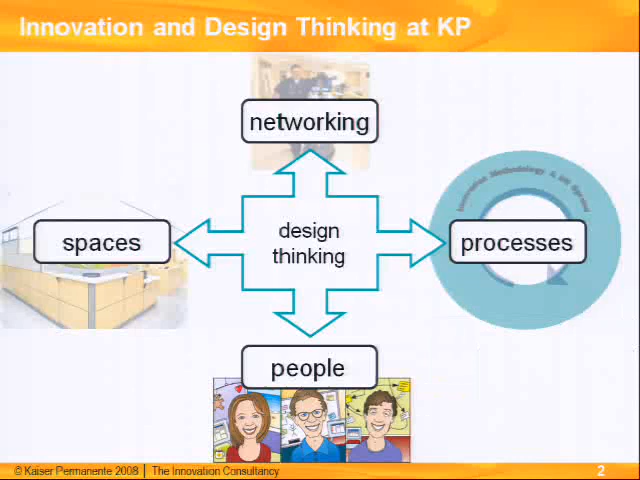 Innovation and Design Thinking at KP
networking
spaces
design
thinking
processes
people
© Kaiser Permanente 2008 | The Innovation Consultancy
2